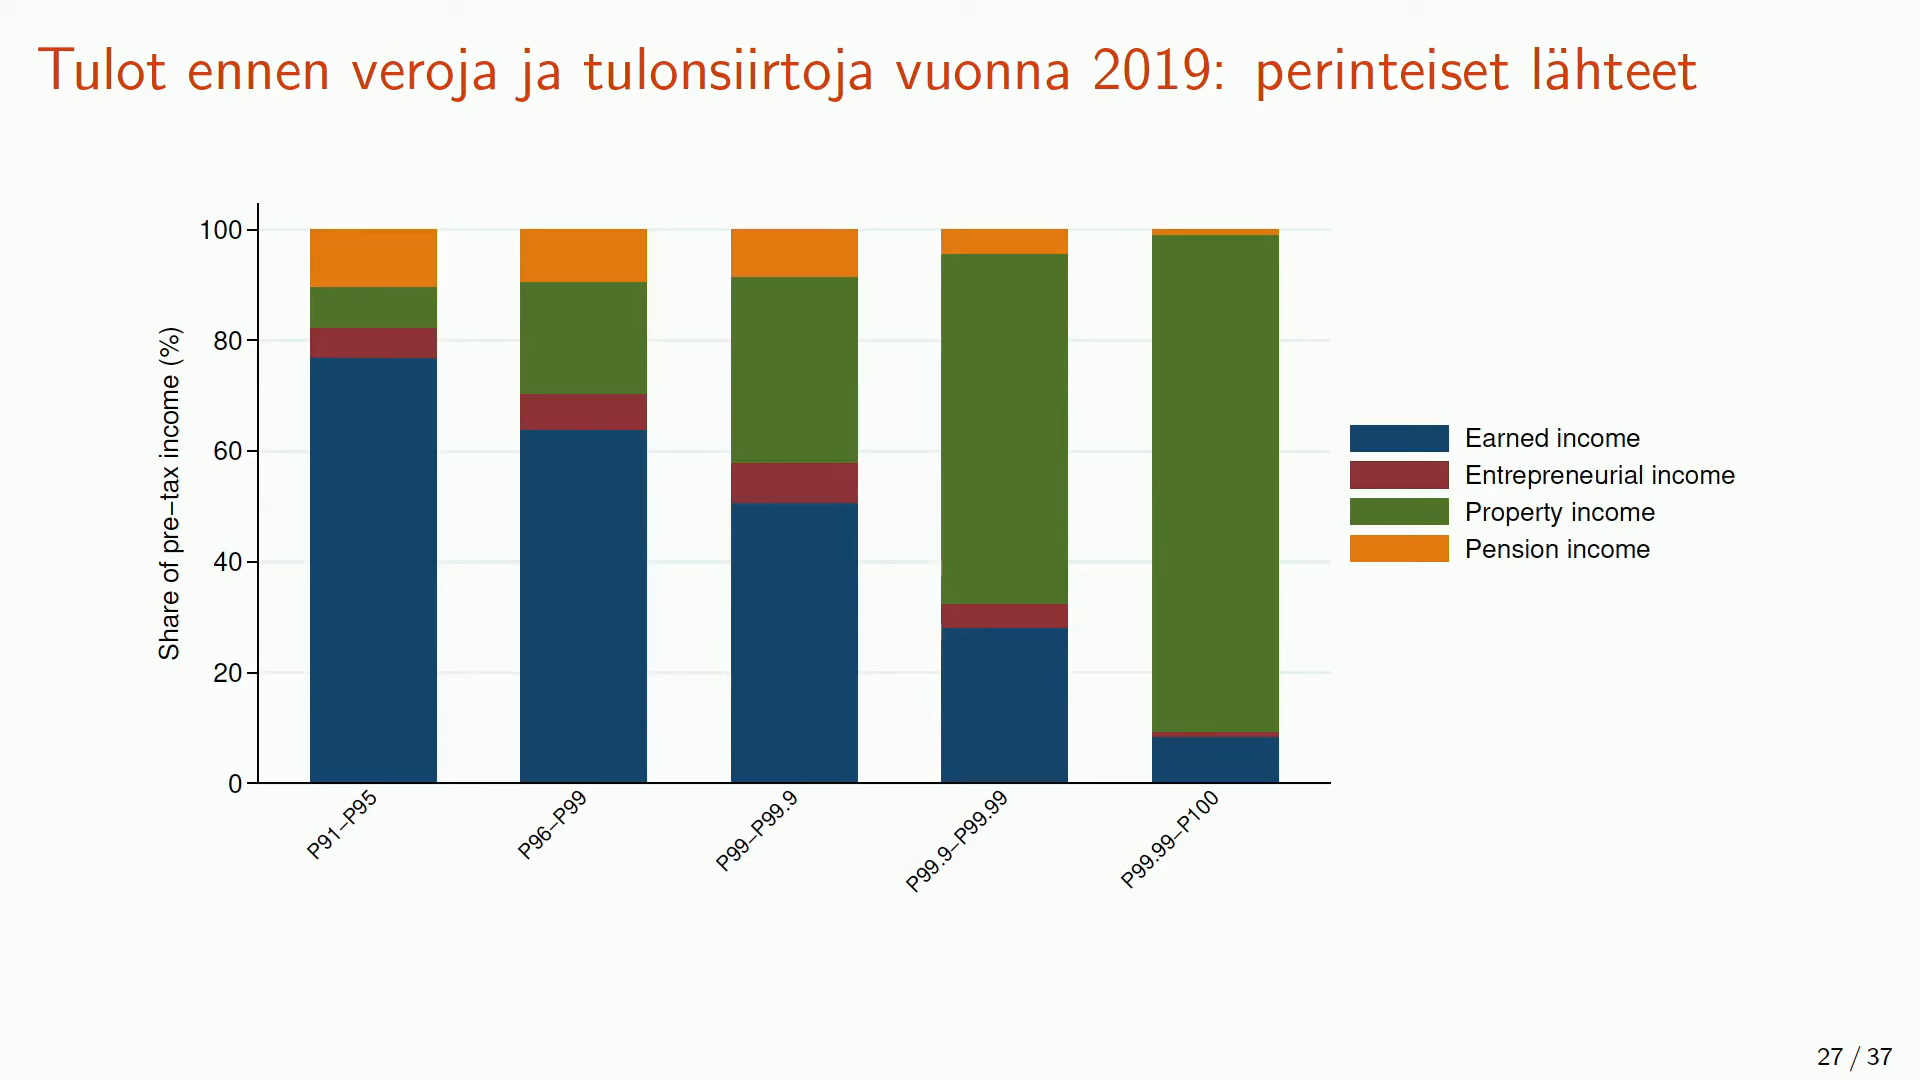 Tulot ennen veroja ja tulonsiirtoja vuonna 2019: perinteiset lähteet
Share of pre−tax income (%)
100
80
60
40
20
0
P91−P95
P96−P99
P99−P99.9
P99.9−P99.99
P99.99−P100
Earned income
Entrepreneurial income
Property income
Pension income
27 / 37